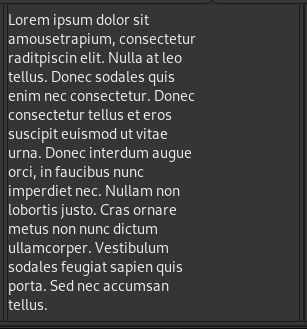 Lorem ipsum dolor sit
amousetrapium, consectetur
raditpiscin elit. Nulla at leo
tellus. Donec sodales quis
enim nec consectetur. Donec
consectetur tellus et eros
suscipit euismod ut vitae
urna. Donec interdum augue
orci, in faucibus nunc
imperdiet nec. Nullam non
lobortis justo. Cras ornare
metus non nunc dictum
ullamcorper. Vestibulum
sodales feugiat sapien quis
porta. Sed nec accumsan
tellus.